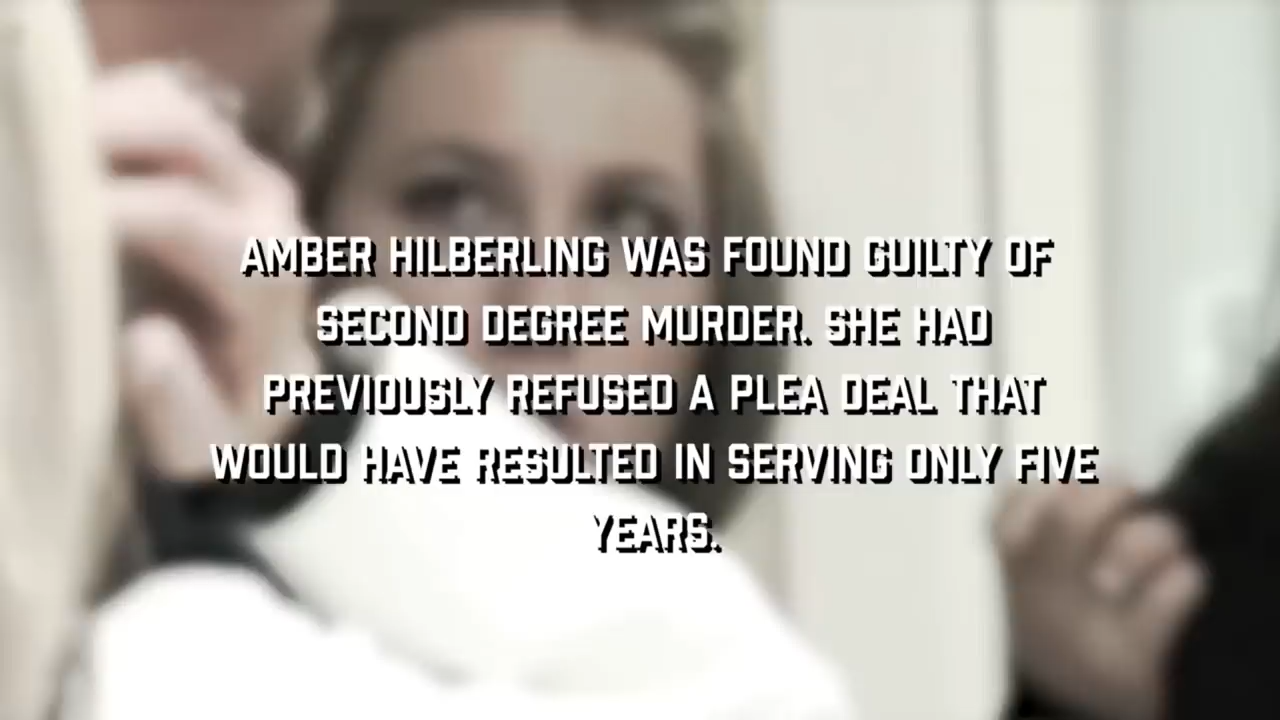 AMBER HILBERLING WAS FOUND GUILTY OF
SECOND DEGREE MURDER. SHE HAD
PREVIOUSLY REFUSED A PLEA DEAL THAT
WOULD HAVE RESULTED IN SERVING ONLY FIVE
YEARS.